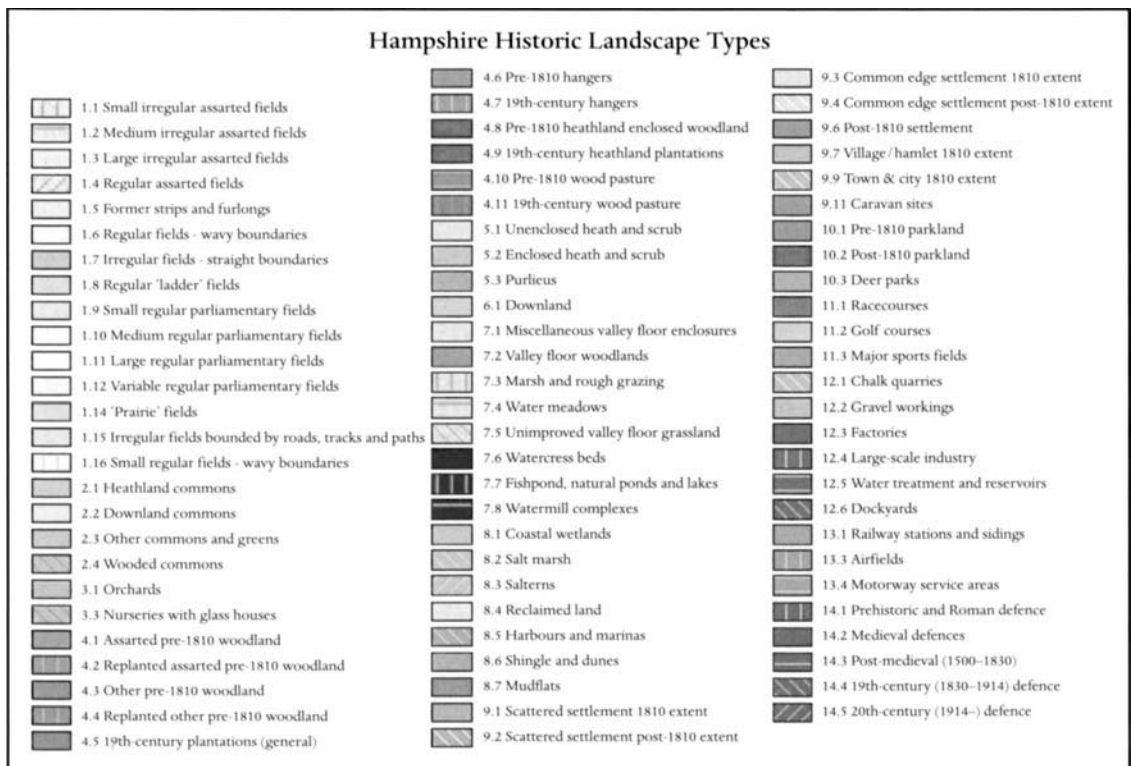 Hampshire Historic Landscape Types
1.1 Small irregular assarted fields
1.2 Medium irregular assarted fields
1.3 Large irregular assarted fields
1.4 Regular assarted fields
1.5 Former strips and furlongs
1.6 Regular fields - wavy boundaries
1.7 Irregular fields - straight boundaries
1.8 Regular 'ladder' fields
1.9 Small regular parliamentary fields
1.10 Medium regular parliamentary fields
1.11 Large regular parliamentary fields
1.12 Variable regular parliamentary fields
1.14 'Prairie' fields
1.15 Irregular fields bounded by roads, tracks and paths
1.16 Small regular fields - wavy boundaries
2.1 Heathland commons
2.2 Downland commons
2.3 Other commons and greens
2.4 Wooded commons
3.1 Orchards
3.3 Nurseries with glass houses
4.1 Assarted pre-1810 woodland
4.2 Replanted assarted pre-1810 woodland
4.3 Other pre-1810 woodland
4.4 Replanted other pre-1810 woodland
4.5 19th-century plantations (general)
4.6 Pre-1810 hangers
4.7 19th-century hangers
4.8 Pre-1810 heathland enclosed woodland
4.9 19th-century heathland plantations
4.10 Pre-1810 wood pasture
4.11 19th-century wood pasture
5.1 Unenclosed heath and scrub
5.2 Enclosed heath and scrub
5.3 Purlieus
6.1 Downland
7.1 Miscellaneous valley floor enclosures
7.2 Valley floor woodlands
7.3 Marsh and rough grazing
7.4 Water meadows
7.5 Unimproved valley floor grassland
7.6 Watercress beds
7.7 Fishpond, natural ponds and lakes
7.8 Watermill complexes
8.1 Coastal wetlands
8.2 Salt marsh
8.3 Salterns
8.4 Reclaimed land
8.5 Harbours and marinas
8.6 Shingle and dunes
8.7 Mudflats
9.1 Scattered settlement 1810 extent
9.2 Scattered settlement post-1810 extent
9.3 Common edge settlement 1810 extent
9.4 Common edge settlement post-1810 extent
9.6 Post-1810 settlement
9.7 Village/hamlet 1810 extent
9.9 Town & city 1810 extent
9.11 Caravan sites
10.1 Pre-1810 parkland
10.2 Post-1810 parkland
10.3 Deer parks
11.1 Racecourses
11.2 Golf courses
11.3 Major sports fields
12.1 Chalk quarries
12.2 Gravel workings
12.3 Factories
12.4 Large-scale industry
12.5 Water treatment and reservoirs
12.6 Dockyards
13.1 Railway stations and sidings
13.3 Airfields
13.4 Motorway service areas
14.1 Prehistoric and Roman defence
14.2 Medieval defences
14.3 Post-medieval (1500–1830)
14.4 19th-century (1830–1914) defence
14.5 20th-century (1914–) defence